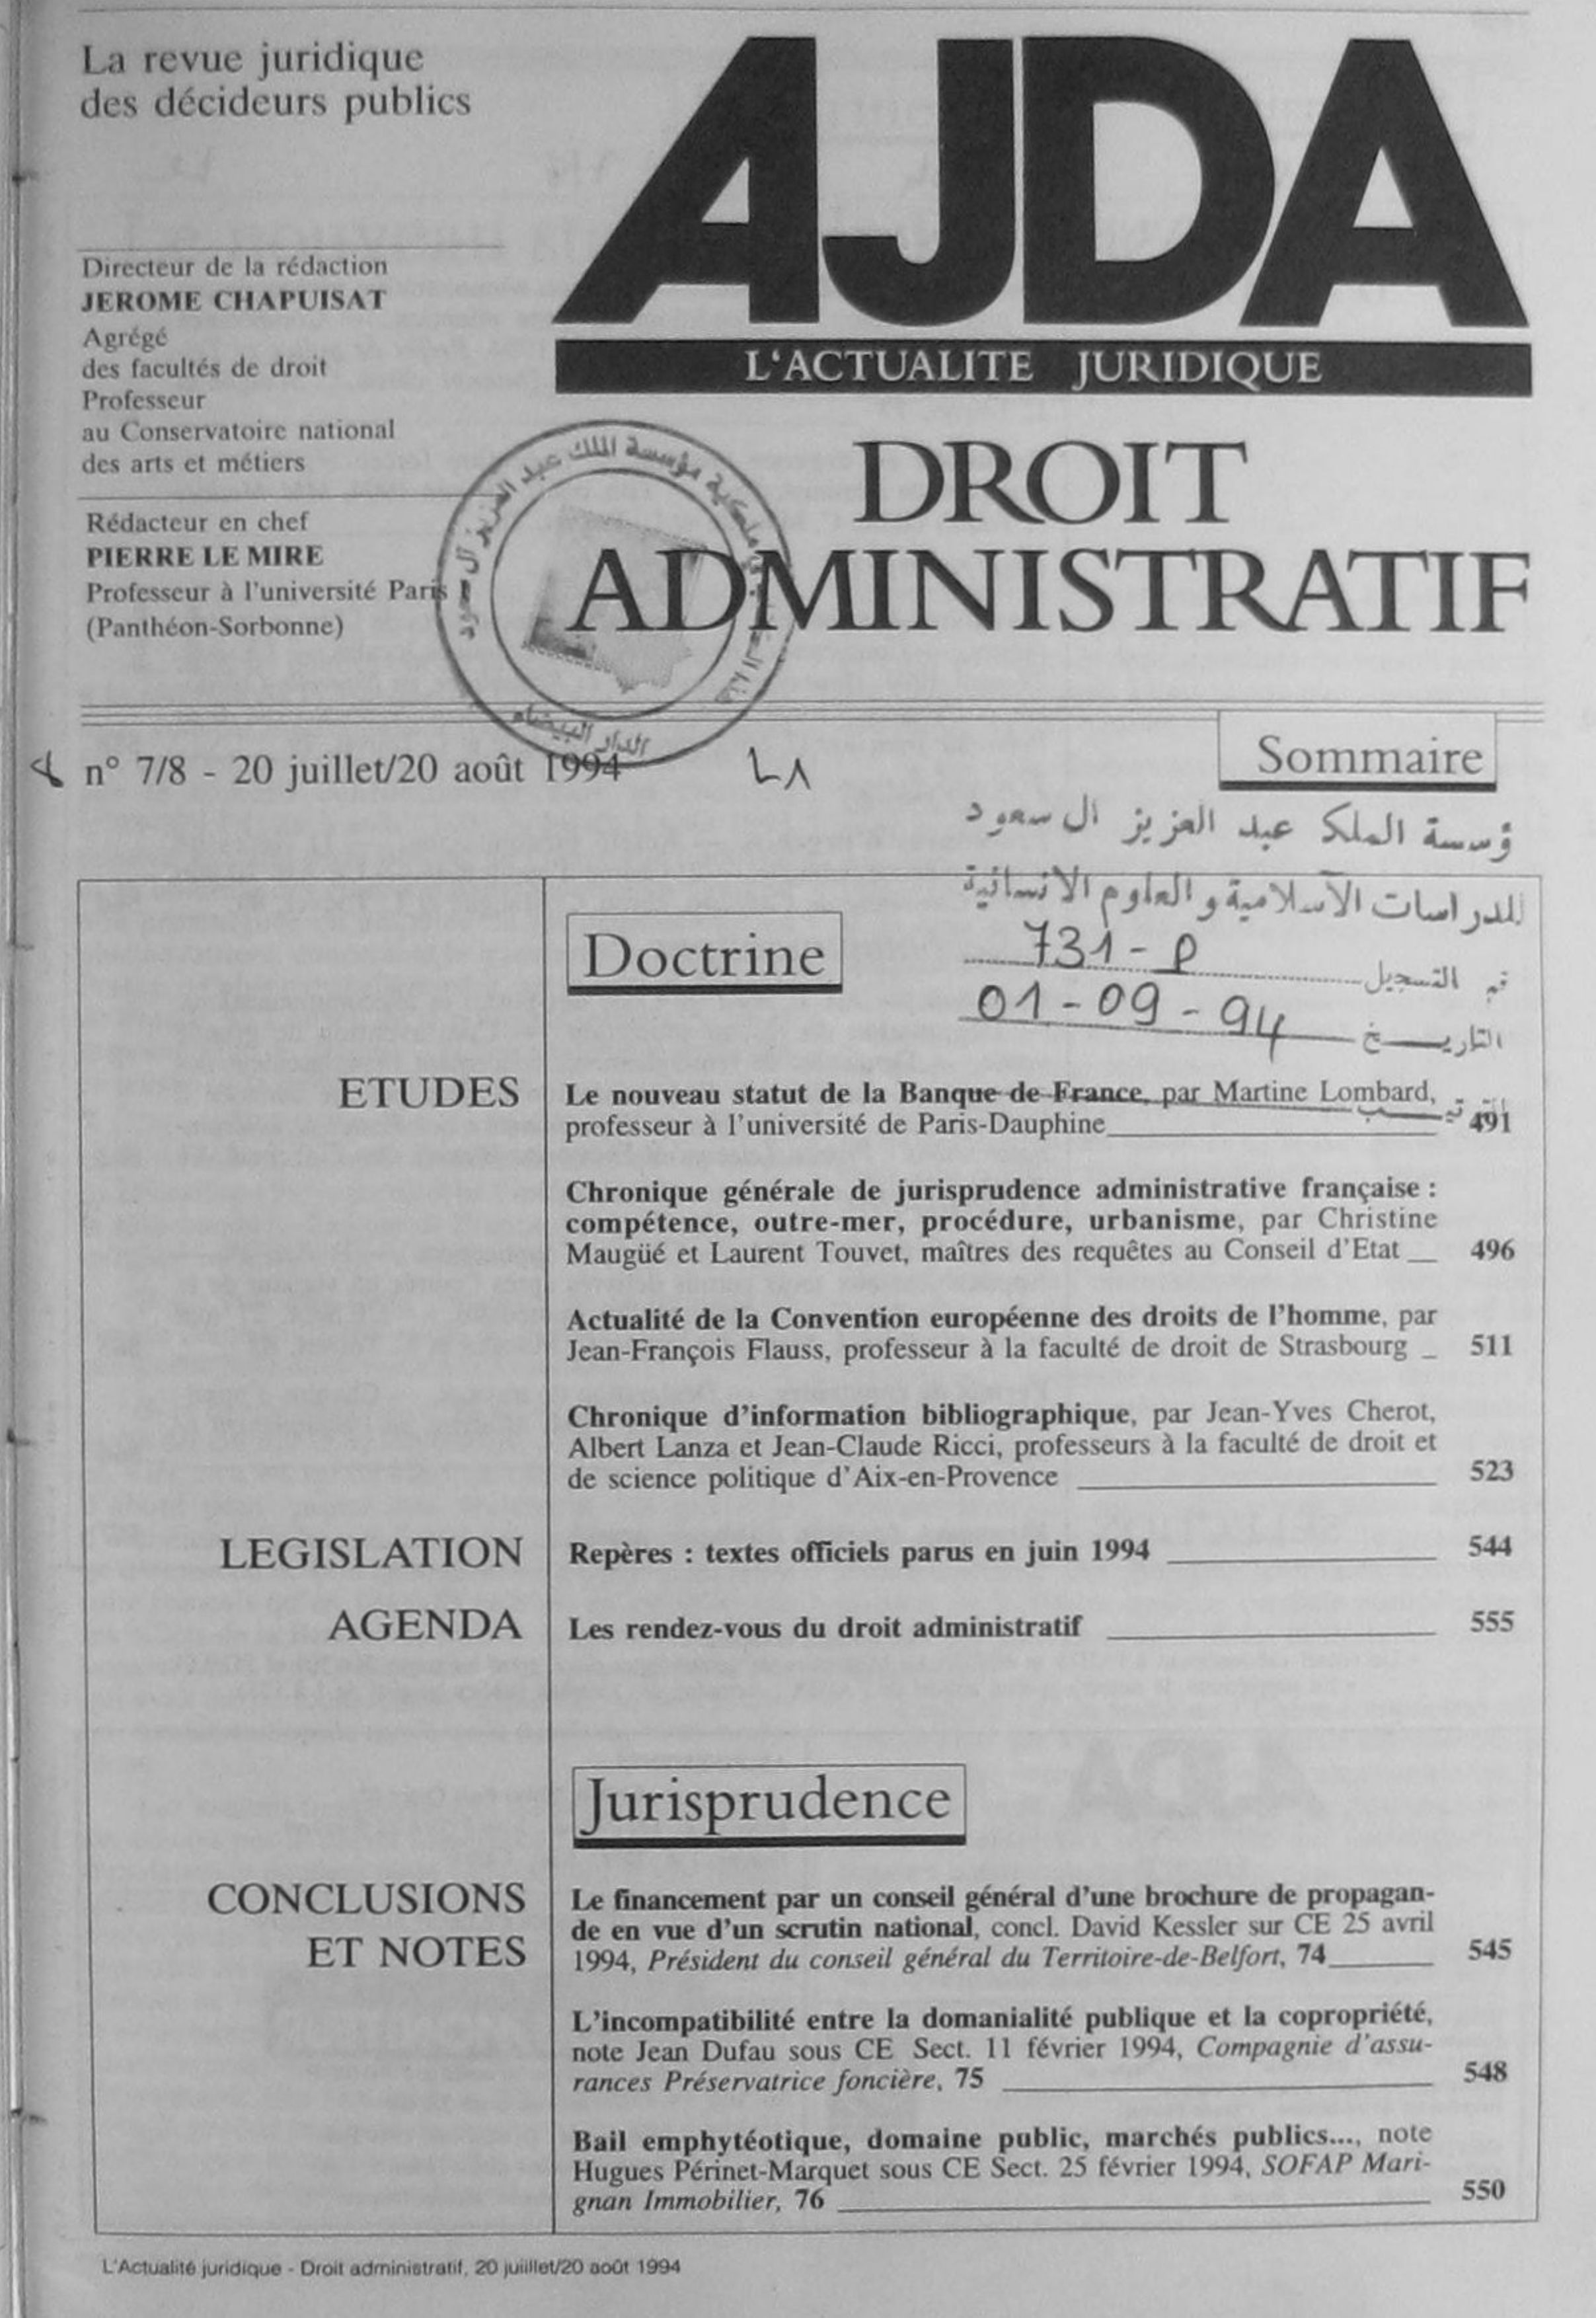 La revue juridique
des décideurs publics
AJDA
L'ACTUALITE JURIDIQUE
DROIT
ADMINISTRATIF
Directeur de la rédaction
JEROME CHAPUISAT
Agrégé
des facultés de droit
Professeur
au Conservatoire national
des arts et métiers
Rédacteur en chef
PIERRE LE MIRE
Professeur à l'université Paris I
(Panthéon-Sorbonne)
مؤسسة الملك عبد العزيز آل سعود
الدار البيضاء
n° 7/8 - 20 juillet/20 août 1994
Sommaire
ؤسسة الملك عبد العزيز ال سعود
للدراسات الاسلامية و العلوم الانسانية
731 - P
التسجيل
01 - 09 - 94
التاريخ
Doctrine
ETUDES
Le nouveau statut de la Banque de France, par Martine Lombard,
professeur à l'université de Paris-Dauphine 491
Chronique générale de jurisprudence administrative française :
compétence, outre-mer, procédure, urbanisme, par Christine
Maugüé et Laurent Touvet, maîtres des requêtes au Conseil d'Etat 496
Actualité de la Convention européenne des droits de l'homme, par
Jean-François Flauss, professeur à la faculté de droit de Strasbourg 511
Chronique d'information bibliographique, par Jean-Yves Cherot,
Albert Lanza et Jean-Claude Ricci, professeurs à la faculté de droit et
de science politique d'Aix-en-Provence 523
LEGISLATION
Repères : textes officiels parus en juin 1994 544
AGENDA
Les rendez-vous du droit administratif 555
Jurisprudence
CONCLUSIONS
ET NOTES
Le financement par un conseil général d'une brochure de propagan-
de en vue d'un scrutin national, concl. David Kessler sur CE 25 avril
1994, Président du conseil général du Territoire-de-Belfort, 74 545
L'incompatibilité entre la domanialité publique et la copropriété,
note Jean Dufau sous CE Sect. 11 février 1994, Compagnie d'assu-
rances Préservatrice foncière, 75 548
Bail emphytéotique, domaine public, marchés publics..., note
Hugues Périnet-Marquet sous CE Sect. 25 février 1994, SOFAP Mari-
gnan Immobilier, 76 550
L'Actualité juridique - Droit administratif, 20 juillet/20 août 1994